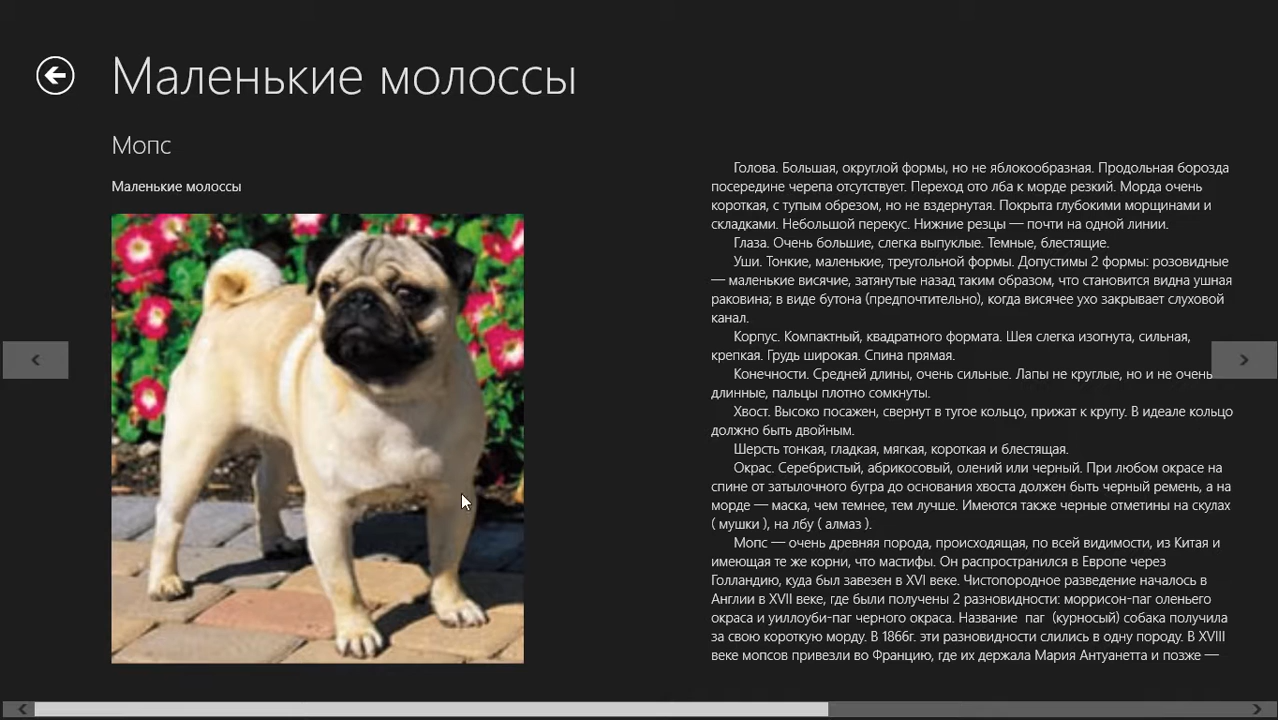 Маленькие молоссы
Мопс
Маленькие молоссы
Голова. Большая, округлой формы, но не яблокообразная. Продольная борозда
посередине черепа отсутствует. Переход ото лба к морде резкий. Морда очень
короткая, с тупым обрезом, но не вздернутая. Покрыта глубокими морщинами и
складками. Небольшой перекус. Нижние резцы — почти на одной линии.
Глаза. Очень большие, слегка выпуклые. Темные, блестящие.
Уши. Тонкие, маленькие, треугольной формы. Допустимы 2 формы: розовидные
— маленькие висячие, затянутые назад таким образом, что становится видна ушная
раковина; в виде бутона (предпочтительно), когда висячее ухо закрывает слуховой
канал.
Корпус. Компактный, квадратного формата. Шея слегка изогнута, сильная,
крепкая. Грудь широкая. Спина прямая.
Конечности. Средней длины, очень сильные. Лапы не круглые, но и не очень
длинные, пальцы плотно сомкнуты.
Хвост. Высоко посажен, свернут в тугое кольцо, прижат к крупу. В идеале кольцо
должно быть двойным.
Шерсть тонкая, гладкая, мягкая, короткая и блестящая.
Окрас. Серебристый, абрикосовый, олений или черный. При любом окрасе на
спине от затылочного бугра до основания хвоста должен быть черный ремень, а на
морде — маска, чем темнее, тем лучше. Имеются также черные отметины на скулах
( мушки ), на лбу ( алмаз ).
Мопс — очень древняя порода, происходящая, по всей видимости, из Китая и
имеющая те же корни, что мастифы. Он распространился в Европе через
Голландию, куда был завезен в XVI веке. Чистопородное разведение началось в
Англии в XVII веке, где были получены 2 разновидности: моррисон-паг оленьего
окраса и уиллоуби-паг черного окраса. Название  паг  (курносый) собака получила
за свою короткую морду. В 1866г. эти разновидности слились в одну породу. В XVIII
веке мопсов привезли во Францию, где их держала Мария Антуанетта и позже —